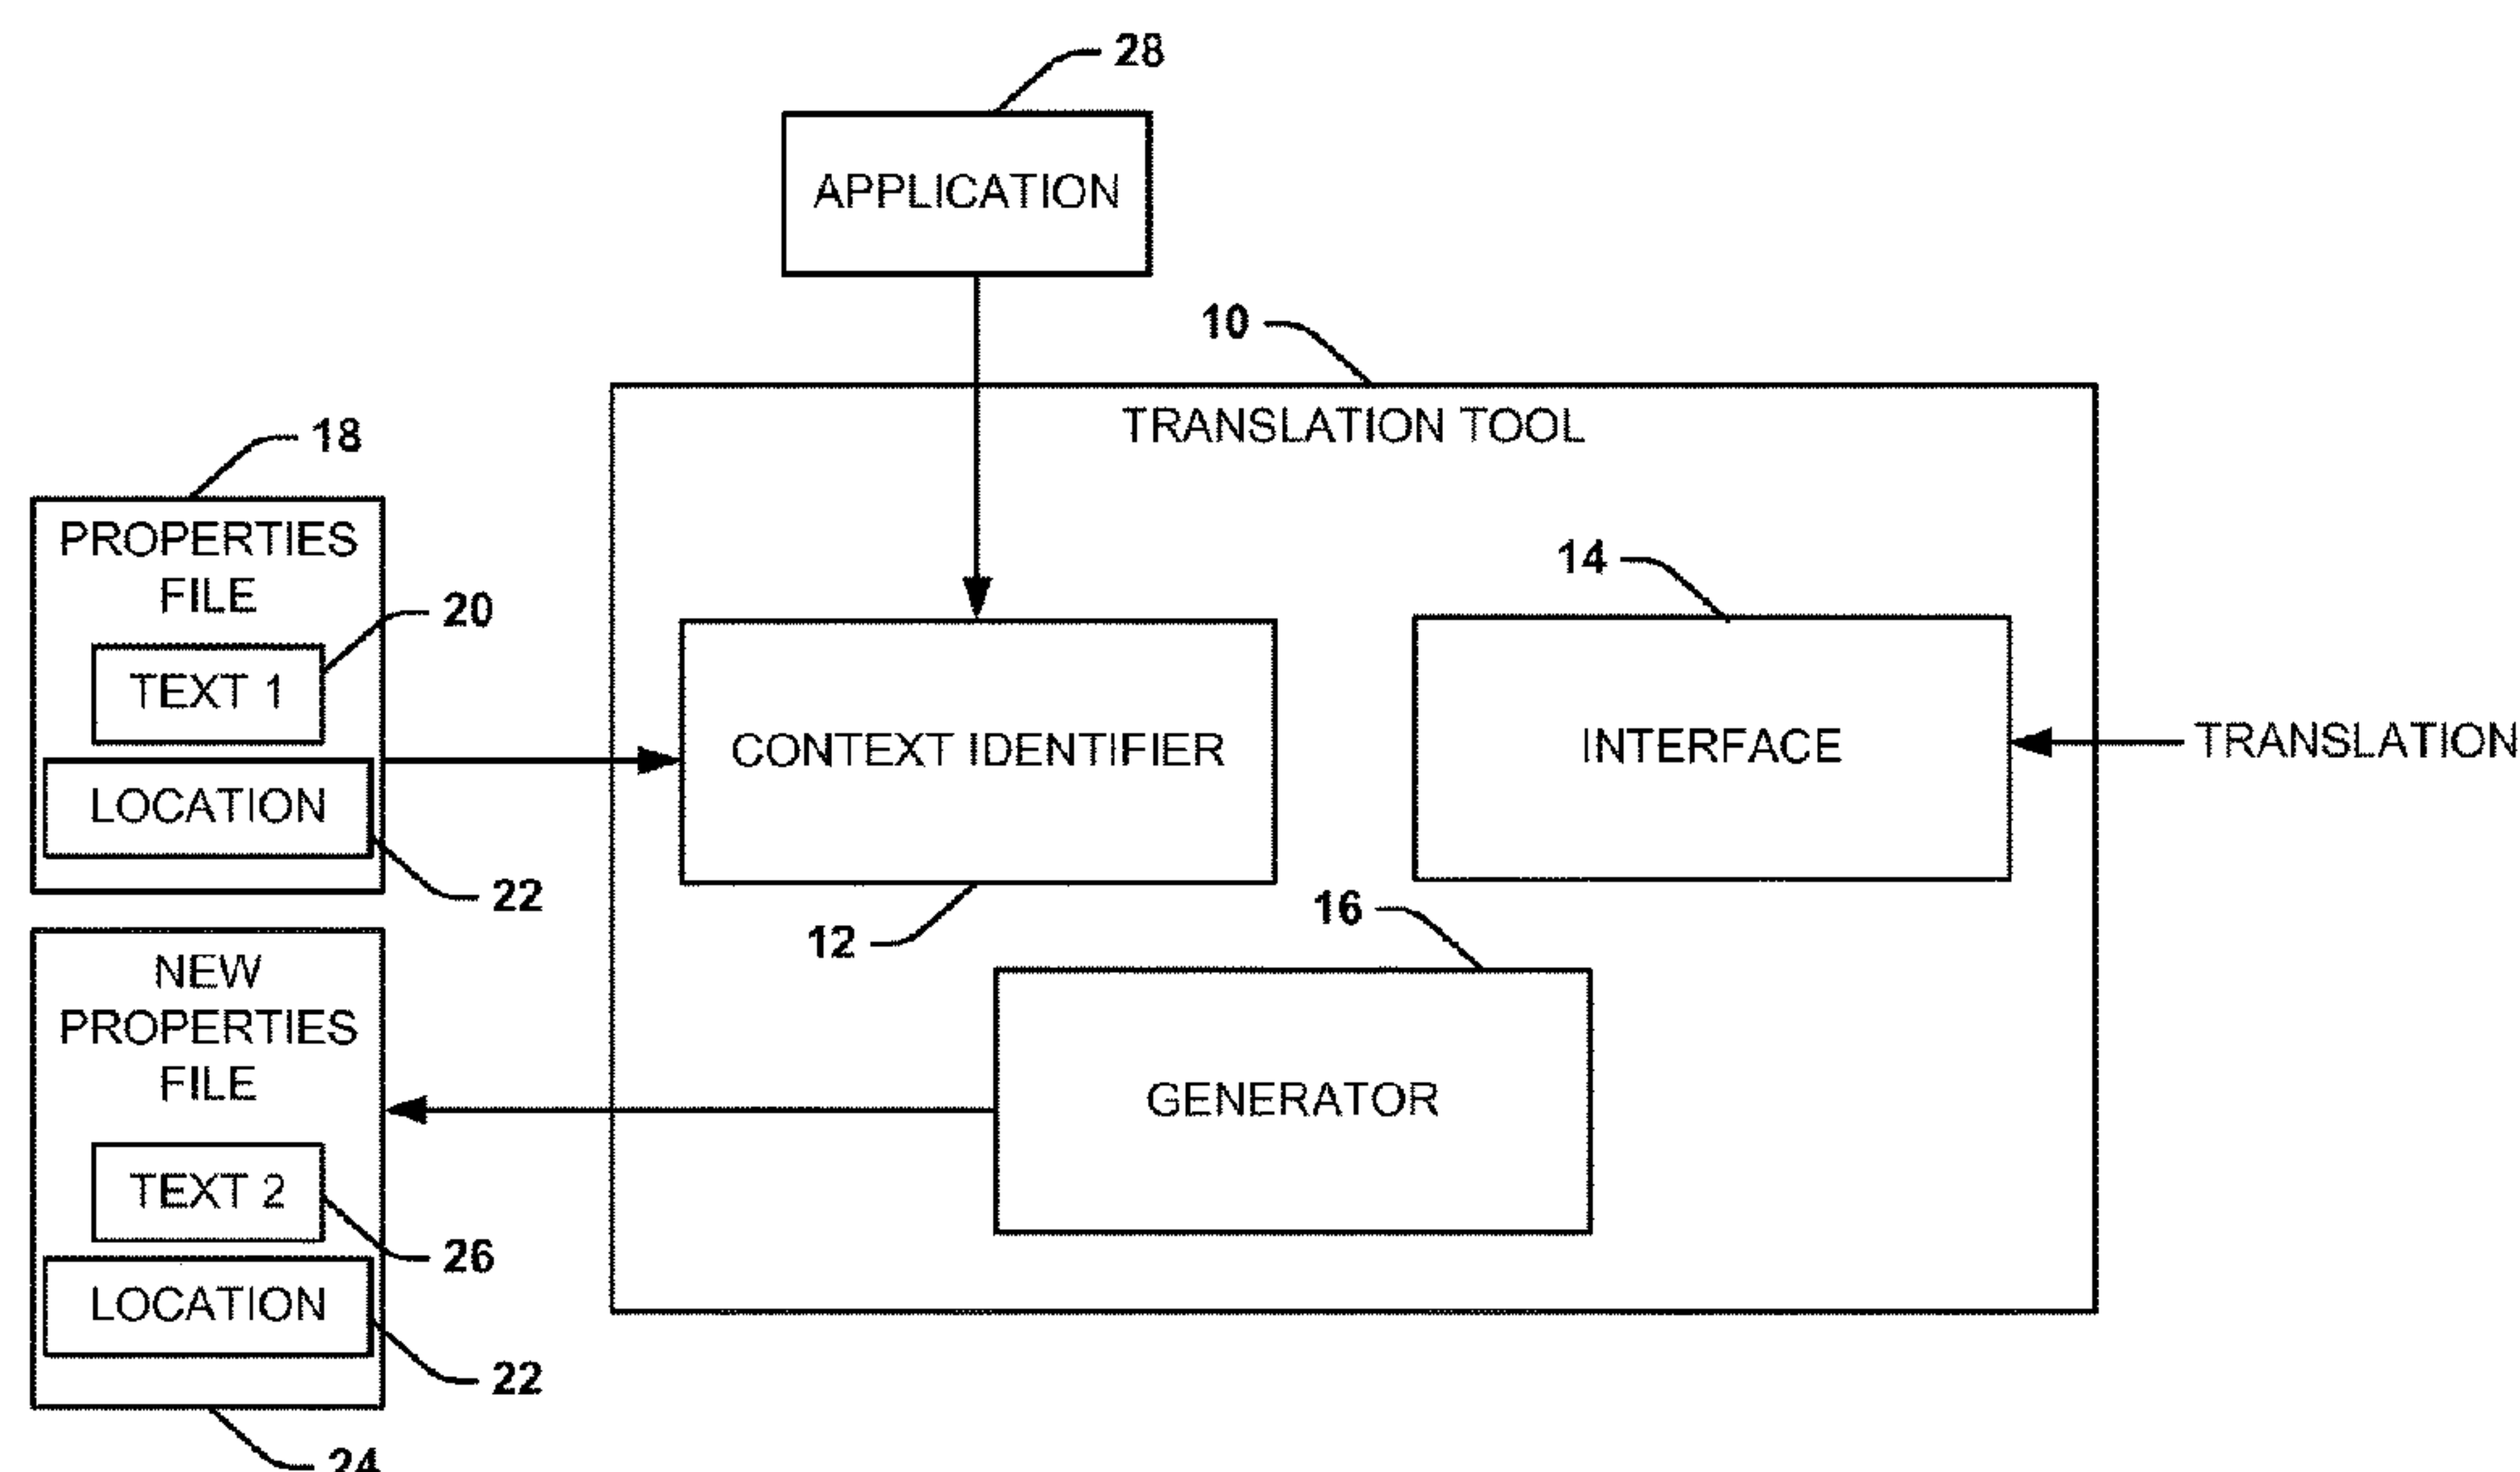 28
APPLICATION
10
TRANSLATION TOOL
18
PROPERTIES
FILE
20
TEXT 1
LOCATION
22
14
CONTEXT IDENTIFIER
12
INTERFACE
TRANSLATION
16
GENERATOR
NEW
PROPERTIES
FILE
TEXT 2
26
LOCATION
22
24